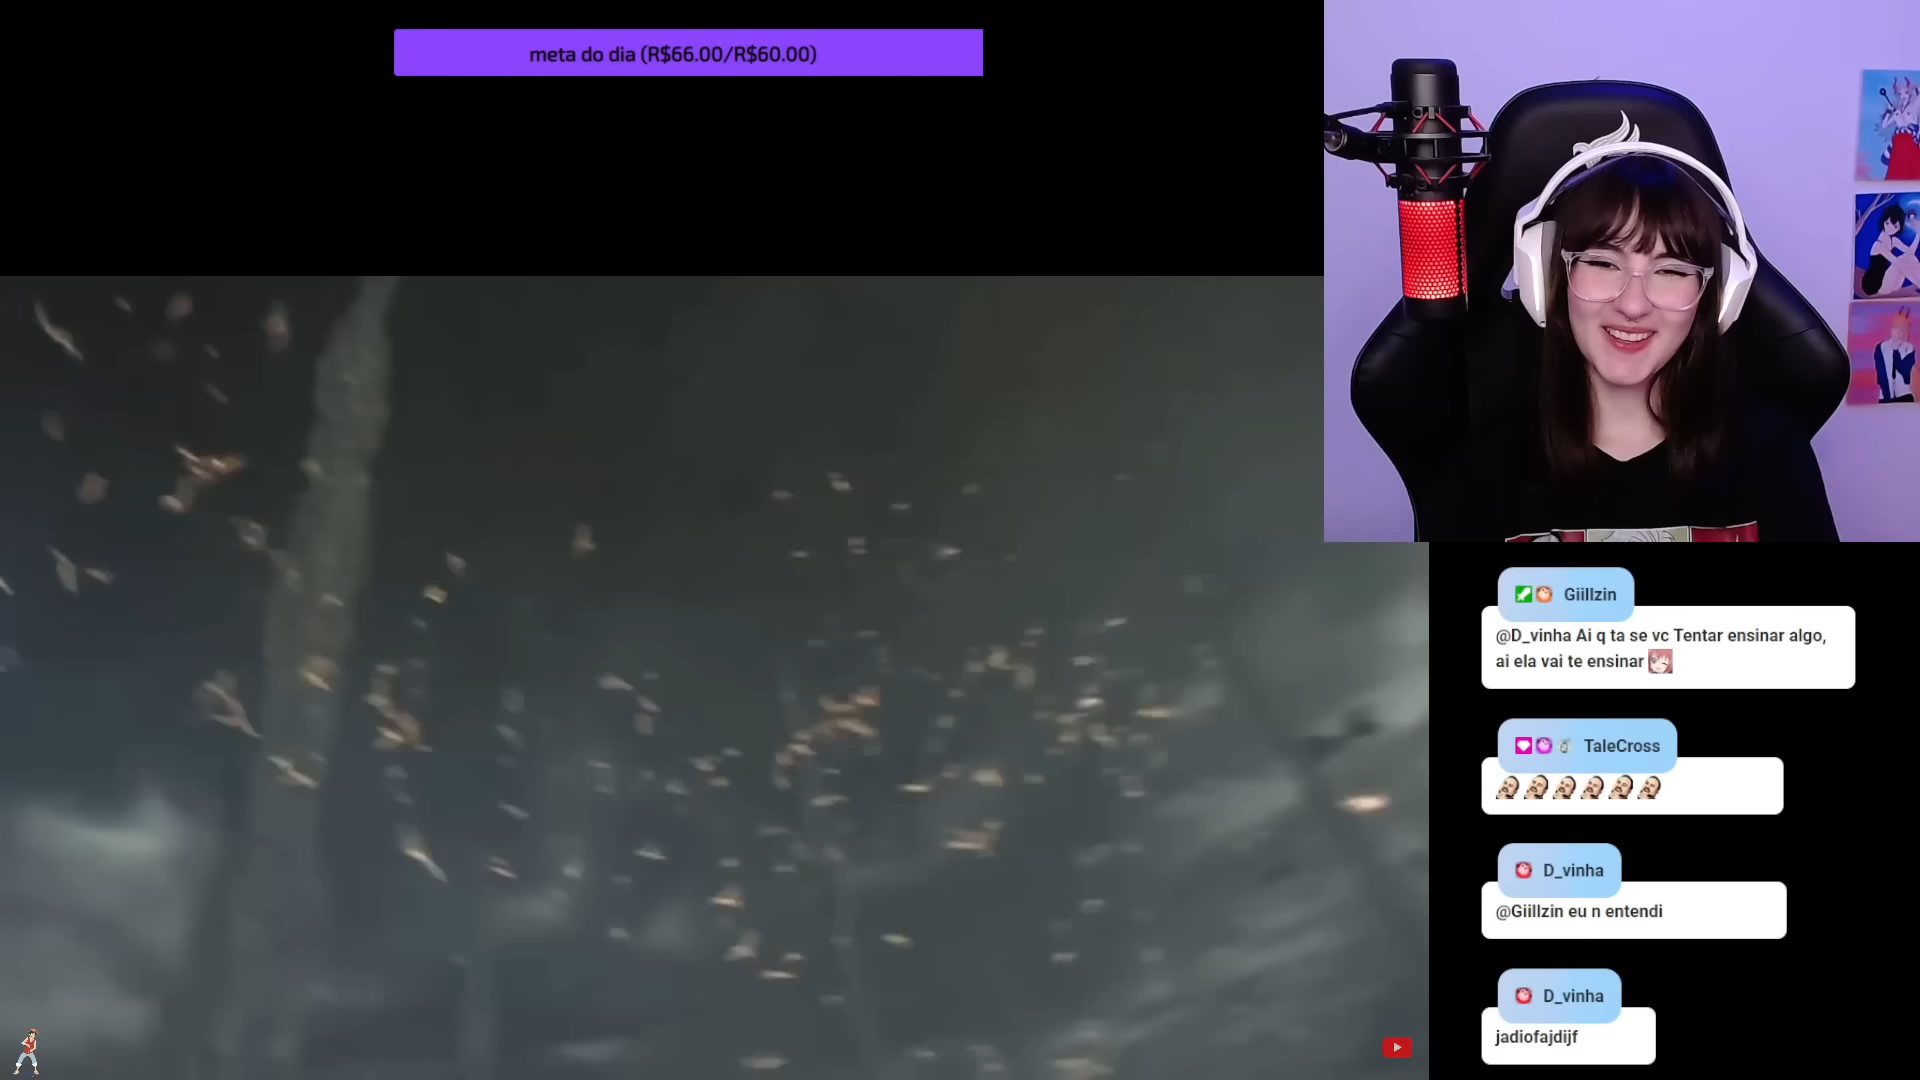 meta do dia (R$66.00/R$60.00)
Giillzin
@D_vinha Ai q ta se vc Tentar ensinar algo,
ai ela vai te ensinar
TaleCross
D_vinha
@Giillzin eu n entendi
D_vinha
jadiofajdijf